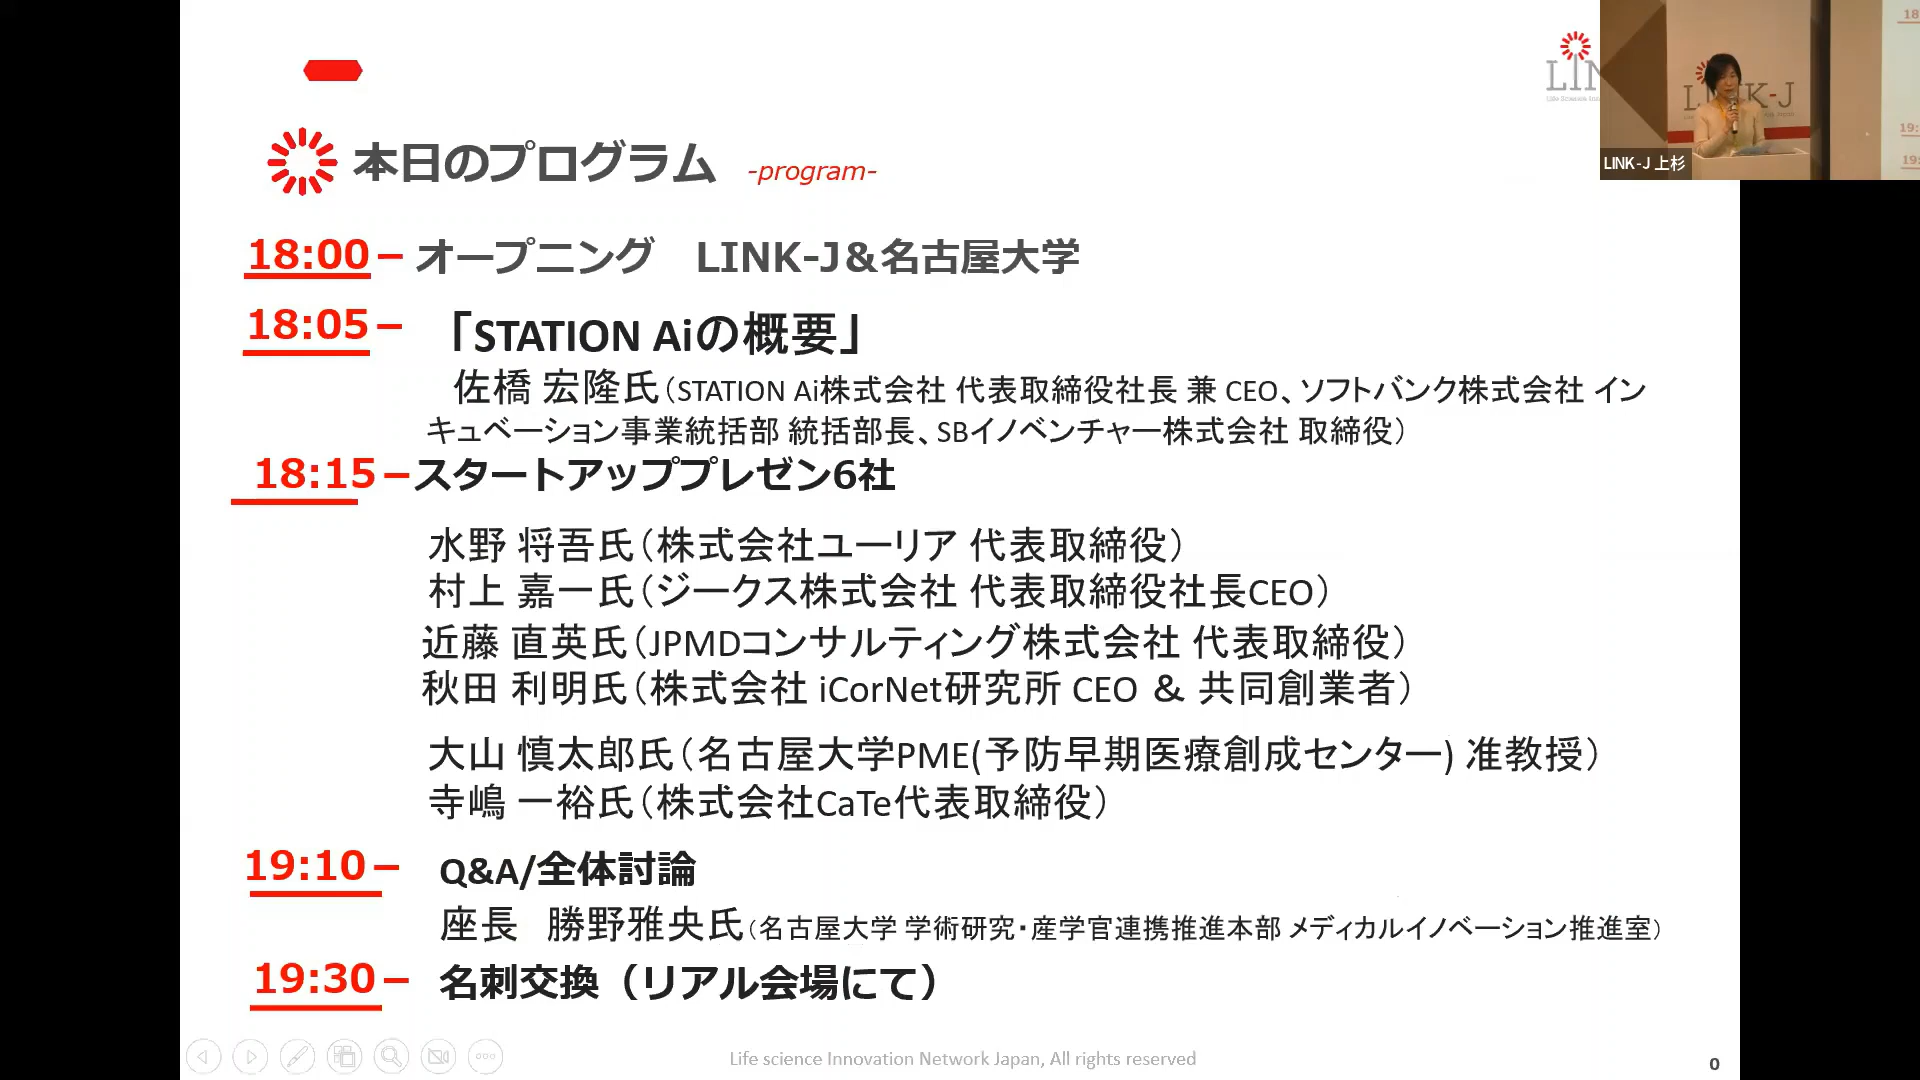 本日のプログラム -program-
18:00 – オープニング　LINK-J＆名古屋大学
18:05 – 「STATION Aiの概要」
佐橋 宏隆氏（STATION Ai株式会社 代表取締役社長 兼 CEO、ソフトバンク株式会社 イン
キュベーション事業統括部 統括部長、SBイノベンチャー株式会社 取締役）
18:15 – スタートアッププレゼン6社
水野 将吾氏（株式会社ユーリア 代表取締役）
村上 嘉一氏（ジークス株式会社 代表取締役社長CEO）
近藤 直英氏（JPMDコンサルティング株式会社 代表取締役）
秋田 利明氏（株式会社 iCorNet研究所 CEO ＆ 共同創業者）
大山 慎太郎氏（名古屋大学PME(予防早期医療創成センター) 准教授）
寺嶋 一裕氏（株式会社CaTe代表取締役）
19:10 – Q&A/全体討論
座長　勝野雅央氏（名古屋大学 学術研究・産学官連携推進本部 メディカルイノベーション推進室）
19:30 – 名刺交換（リアル会場にて）
Life science Innovation Network Japan, All rights reserved
0
LIN
LINK-J
LINK-J 上杉
18
19:
19: